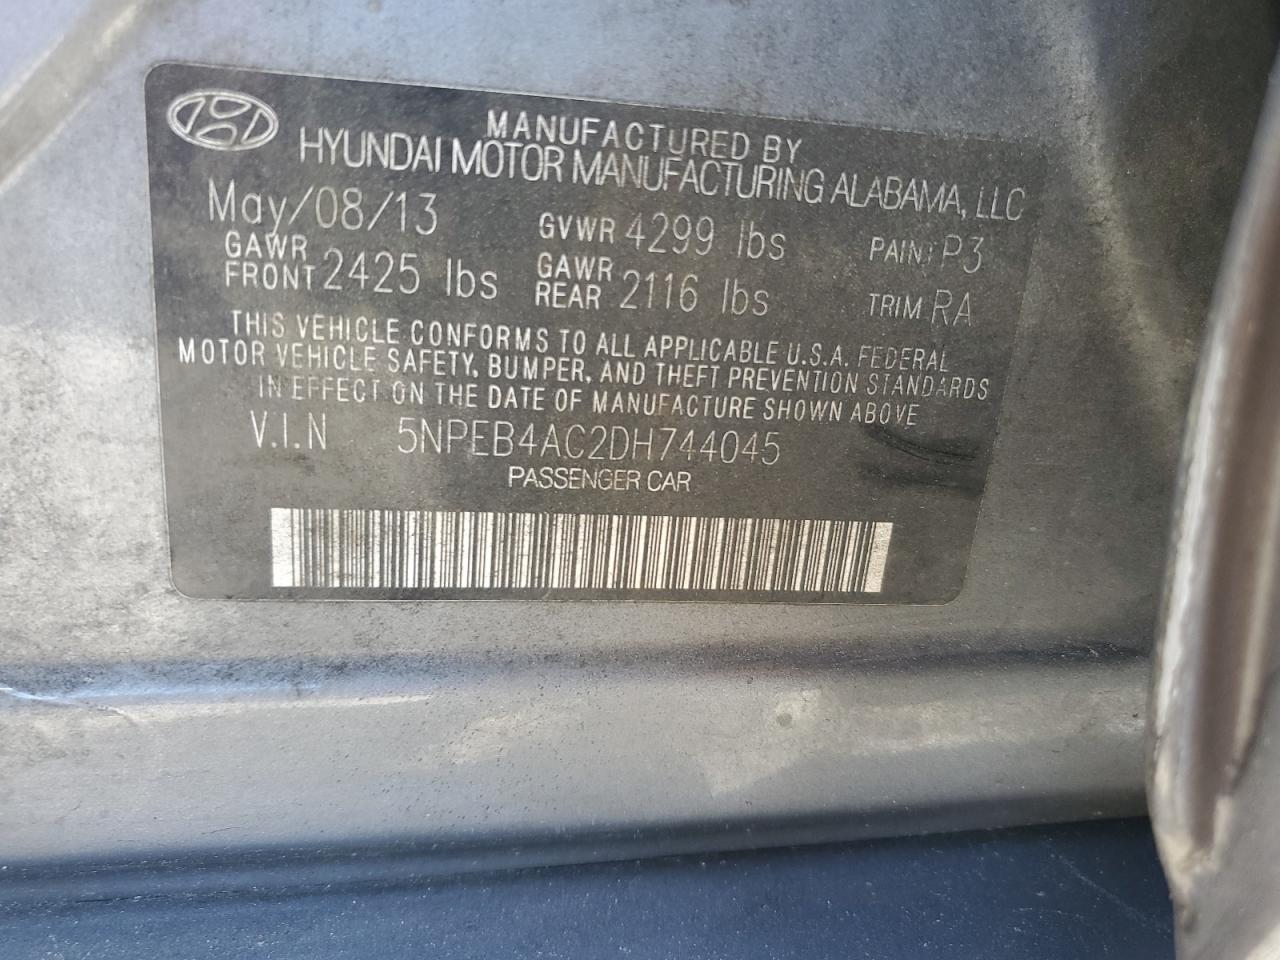 MANUFACTURED BY
HYUNDAI MOTOR MANUFACTURING ALABAMA, LLC
May/08/13 GVWR 4299 lbs PAINT P3
GAWR FRONT 2425 lbs GAWR REAR 2116 lbs TRIM RA
THIS VEHICLE CONFORMS TO ALL APPLICABLE U.S.A. FEDERAL
MOTOR VEHICLE SAFETY, BUMPER, AND THEFT PREVENTION STANDARDS
IN EFFECT ON THE DATE OF MANUFACTURE SHOWN ABOVE
V.I.N 5NPEB4AC2DH744045
PASSENGER CAR